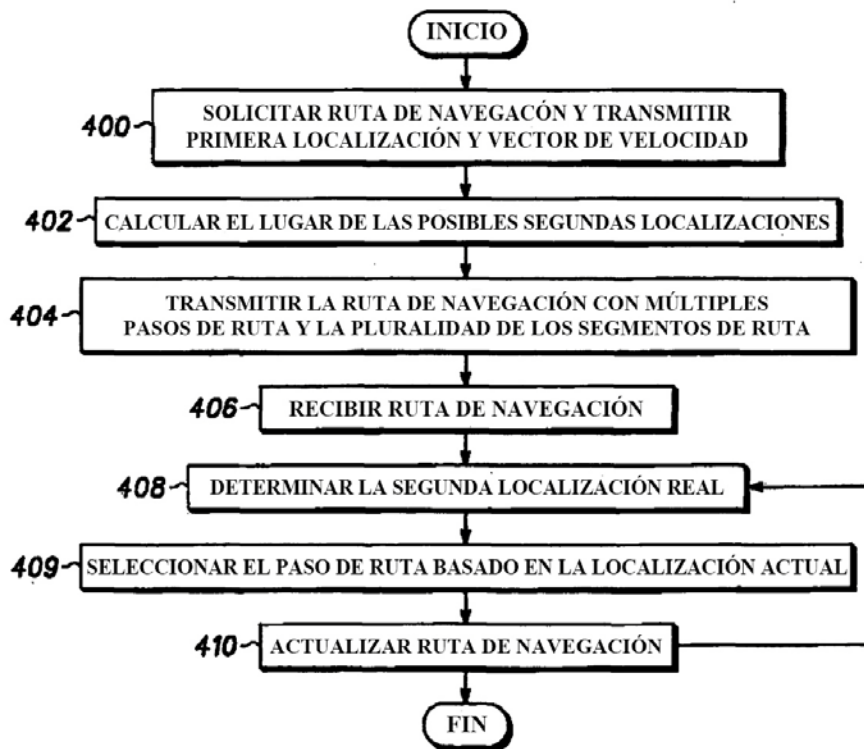 INICIO
400
SOLICITAR RUTA DE NAVEGACÓN Y TRANSMITIR
PRIMERA LOCALIZACIÓN Y VECTOR DE VELOCIDAD
402
CALCULAR EL LUGAR DE LAS POSIBLES SEGUNDAS LOCALIZACIONES
404
TRANSMITIR LA RUTA DE NAVEGACIÓN CON MÚLTIPLES
PASOS DE RUTA Y LA PLURALIDAD DE LOS SEGMENTOS DE RUTA
406
RECIBIR RUTA DE NAVEGACIÓN
408
DETERMINAR LA SEGUNDA LOCALIZACIÓN REAL
409
SELECCIONAR EL PASO DE RUTA BASADO EN LA LOCALIZACIÓN ACTUAL
410
ACTUALIZAR RUTA DE NAVEGACIÓN
FIN